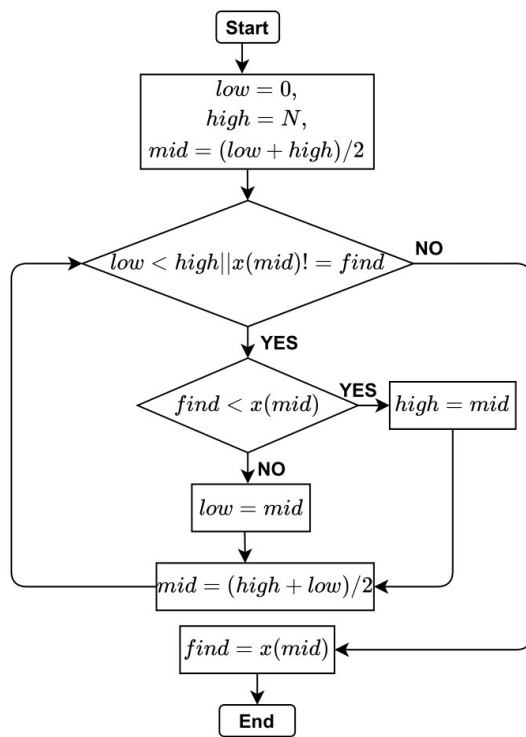 Start
low = 0,
high = N,
mid = (low + high)/2
low < high||x(mid)! = find
NO
YES
find < x(mid)
YES
high = mid
NO
low = mid
mid = (high + low)/2
find = x(mid)
End